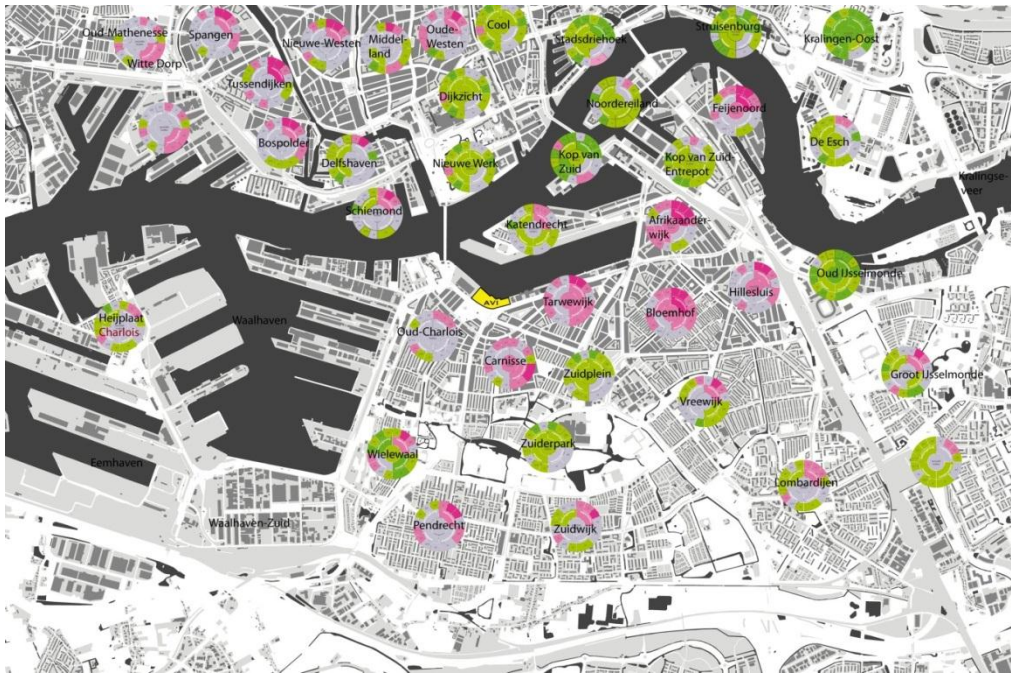 Oud-Mathenesse
Spangen
Nieuwe-Westen
Middel-
land
Oude-
Westen
Cool
Stadsdriehoek
Struisenburg
Kralingen-Oost
Witte Dorp
Tussendijken
Dijkzicht
Noordereiland
Feijenoord
Bospolder
Delfshaven
Nieuwe Werk
Kop van
Zuid
Kop van Zuid-
Entrepot
De Esch
Kralingse-
veer
Schiemond
Katendrecht
Afrikaander-
wijk
Oud IJsselmonde
Hillesluis
AVI
Tarwewijk
Bloemhof
Heijplaat
Charlois
Waalhaven
Oud-Charlois
Carnisse
Zuidplein
Groot IJsselmonde
Vreewijk
Zuiderpark
Wielewaal
Eemhaven
Lombardijen
Waalhaven-Zuid
Pendrecht
Zuidwijk